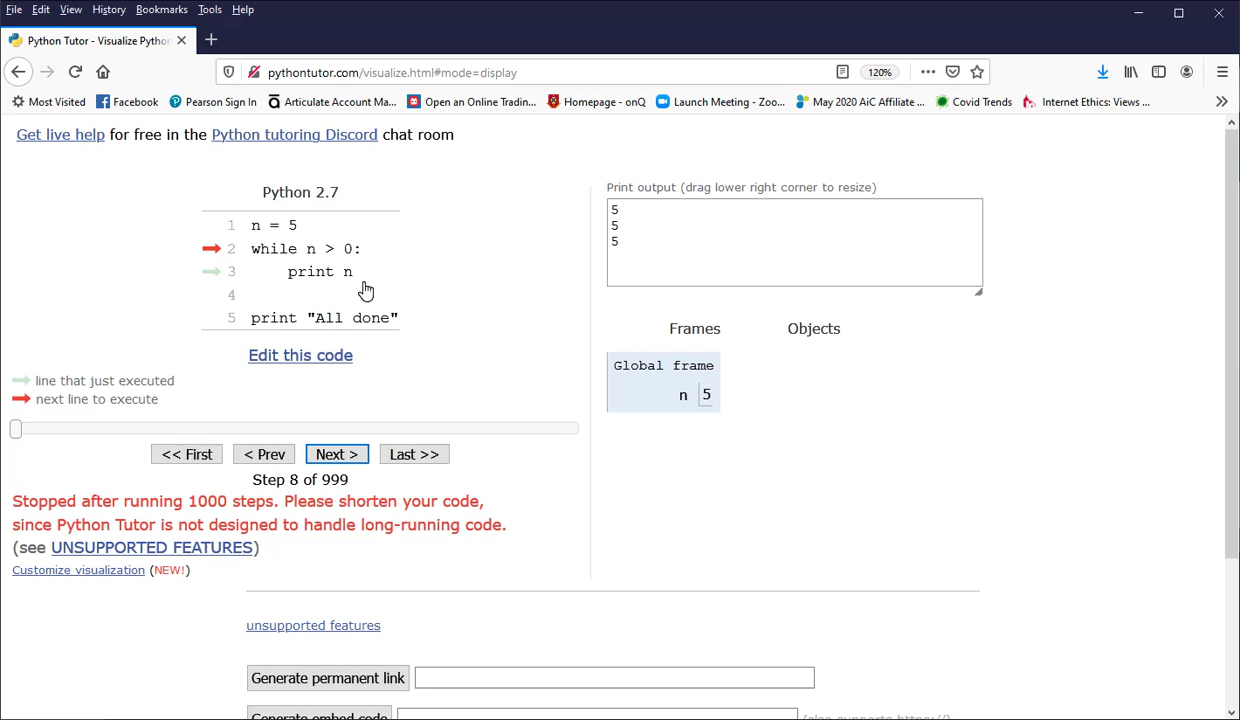 File Edit View History Bookmarks Tools Help
Python Tutor - Visualize Python
pythontutor.com/visualize.html#mode=display
120%
Most Visited Facebook Pearson Sign In Articulate Account Ma... Open an Online Tradin... Homepage - onQ Launch Meeting - Zoo... May 2020 AiC Affiliate ... Covid Trends Internet Ethics: Views ...
Get live help for free in the Python tutoring Discord chat room
Python 2.7
1 n = 5
2 while n > 0:
3 print n
4
5 print "All done"
Edit this code
line that just executed
next line to execute
<< First < Prev Next > Last >>
Step 8 of 999
Stopped after running 1000 steps. Please shorten your code,
since Python Tutor is not designed to handle long-running code.
(see UNSUPPORTED FEATURES)
Customize visualization (NEW!)
Print output (drag lower right corner to resize)
5
5
5
Frames Objects
Global frame
n 5
unsupported features
Generate permanent link
Generate embed code (also supports https://)